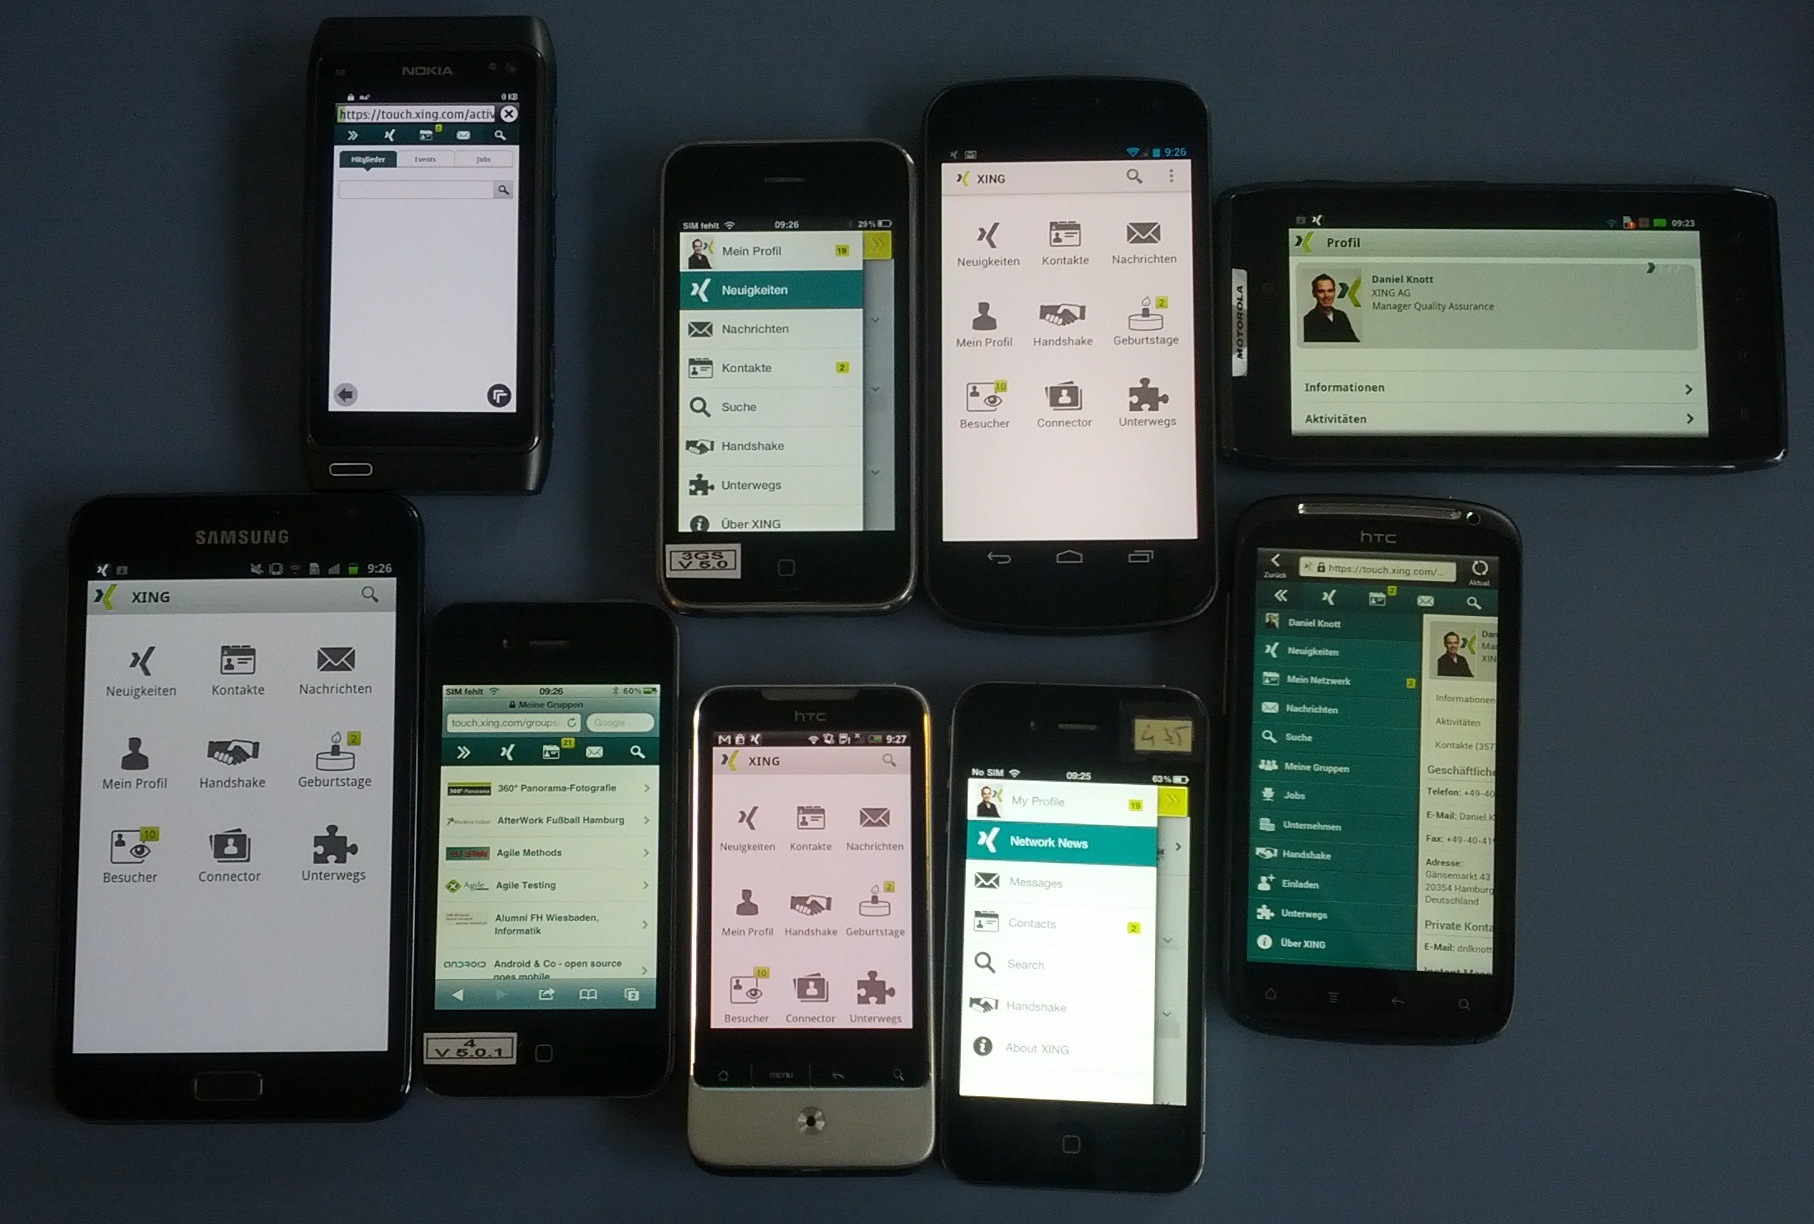 NOKIA
N8
0 KB
https://touch.xing.com/activ
2
Mitglieder Events Jobs
SIM fehlt 09:26 29%
Mein Profil 19
Neuigkeiten
Nachrichten
Kontakte 2
Suche
Handshake
Unterwegs
Über XING
3GS
V 5.0
9:26
XING
Neuigkeiten Kontakte Nachrichten
2
Mein Profil Handshake Geburtstage
10
Besucher Connector Unterwegs
MOTOROLA
09:23
Profil
Daniel Knott
XING AG
Manager Quality Assurance
Informationen
Aktivitäten
SAMSUNG
9:26
XING
Neuigkeiten Kontakte Nachrichten
2
Mein Profil Handshake Geburtstage
10
Besucher Connector Unterwegs
SIM fehlt 09:26 60%
Meine Gruppen
touch.xing.com/groups Google
21
360° Panorama-Fotografie
AfterWork Fußball Hamburg
Agile Methods
Agile Testing
Alumni FH Wiesbaden,
Informatik
Android & Co - open source
goes mobile
4
V 5.0.1
hTC
9:27
XING
Neuigkeiten Kontakte Nachrichten
2
Mein Profil Handshake Geburtstage
10
Besucher Connector Unterwegs
menu
No SIM 09:25 63%
My Profile 19
Network News
Messages
Contacts 2
Search
Handshake
About XING
hTC
Zurück https://touch.xing.com/... Aktual.
2
Daniel Knott
Neuigkeiten
Mein Netzwerk 2
Nachrichten
Suche
Meine Gruppen
Jobs
Unternehmen
Handshake
Einladen
Unterwegs
Über XING
Dan
Mai
XIN
Informationen
Aktivitäten
Kontakte (357
Geschäftliche
Telefon: +49-40
E-Mail: Daniel.K
Fax: +49-40-41
Adresse:
Gänsemarkt 43
20354 Hamburg
Deutschland
Private Konta
E-Mail: dnlknott